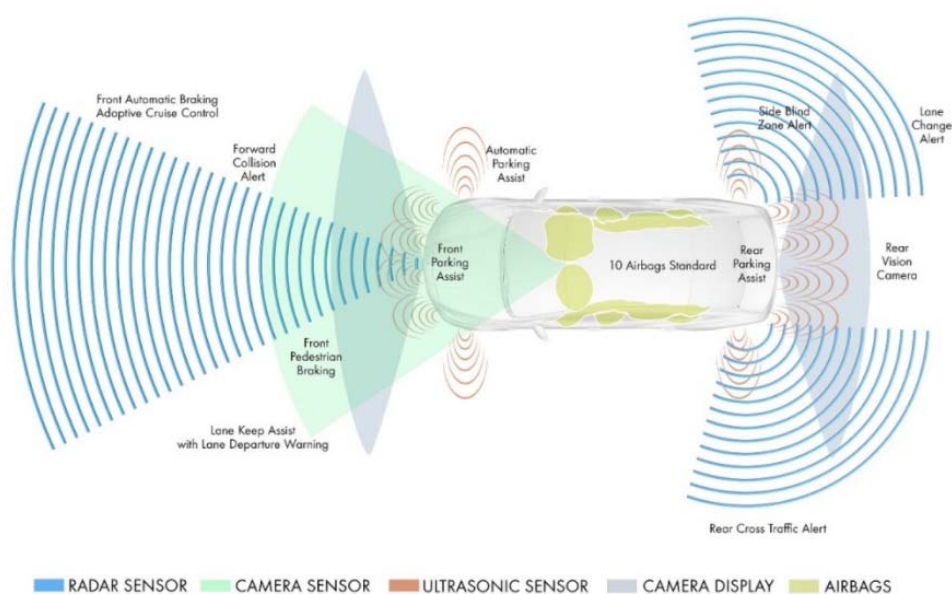 Front Automatic Braking
Adaptive Cruise Control
Forward
Collision
Alert
Automatic
Parking
Assist
Side Blind
Zone Alert
Lane
Change
Alert
Front
Parking
Assist
10 Airbags Standard
Rear
Parking
Assist
Rear
Vision
Camera
Front
Pedestrian
Braking
Lane Keep Assist
with Lane Departure Warning
Rear Cross Traffic Alert
RADAR SENSOR
CAMERA SENSOR
ULTRASONIC SENSOR
CAMERA DISPLAY
AIRBAGS